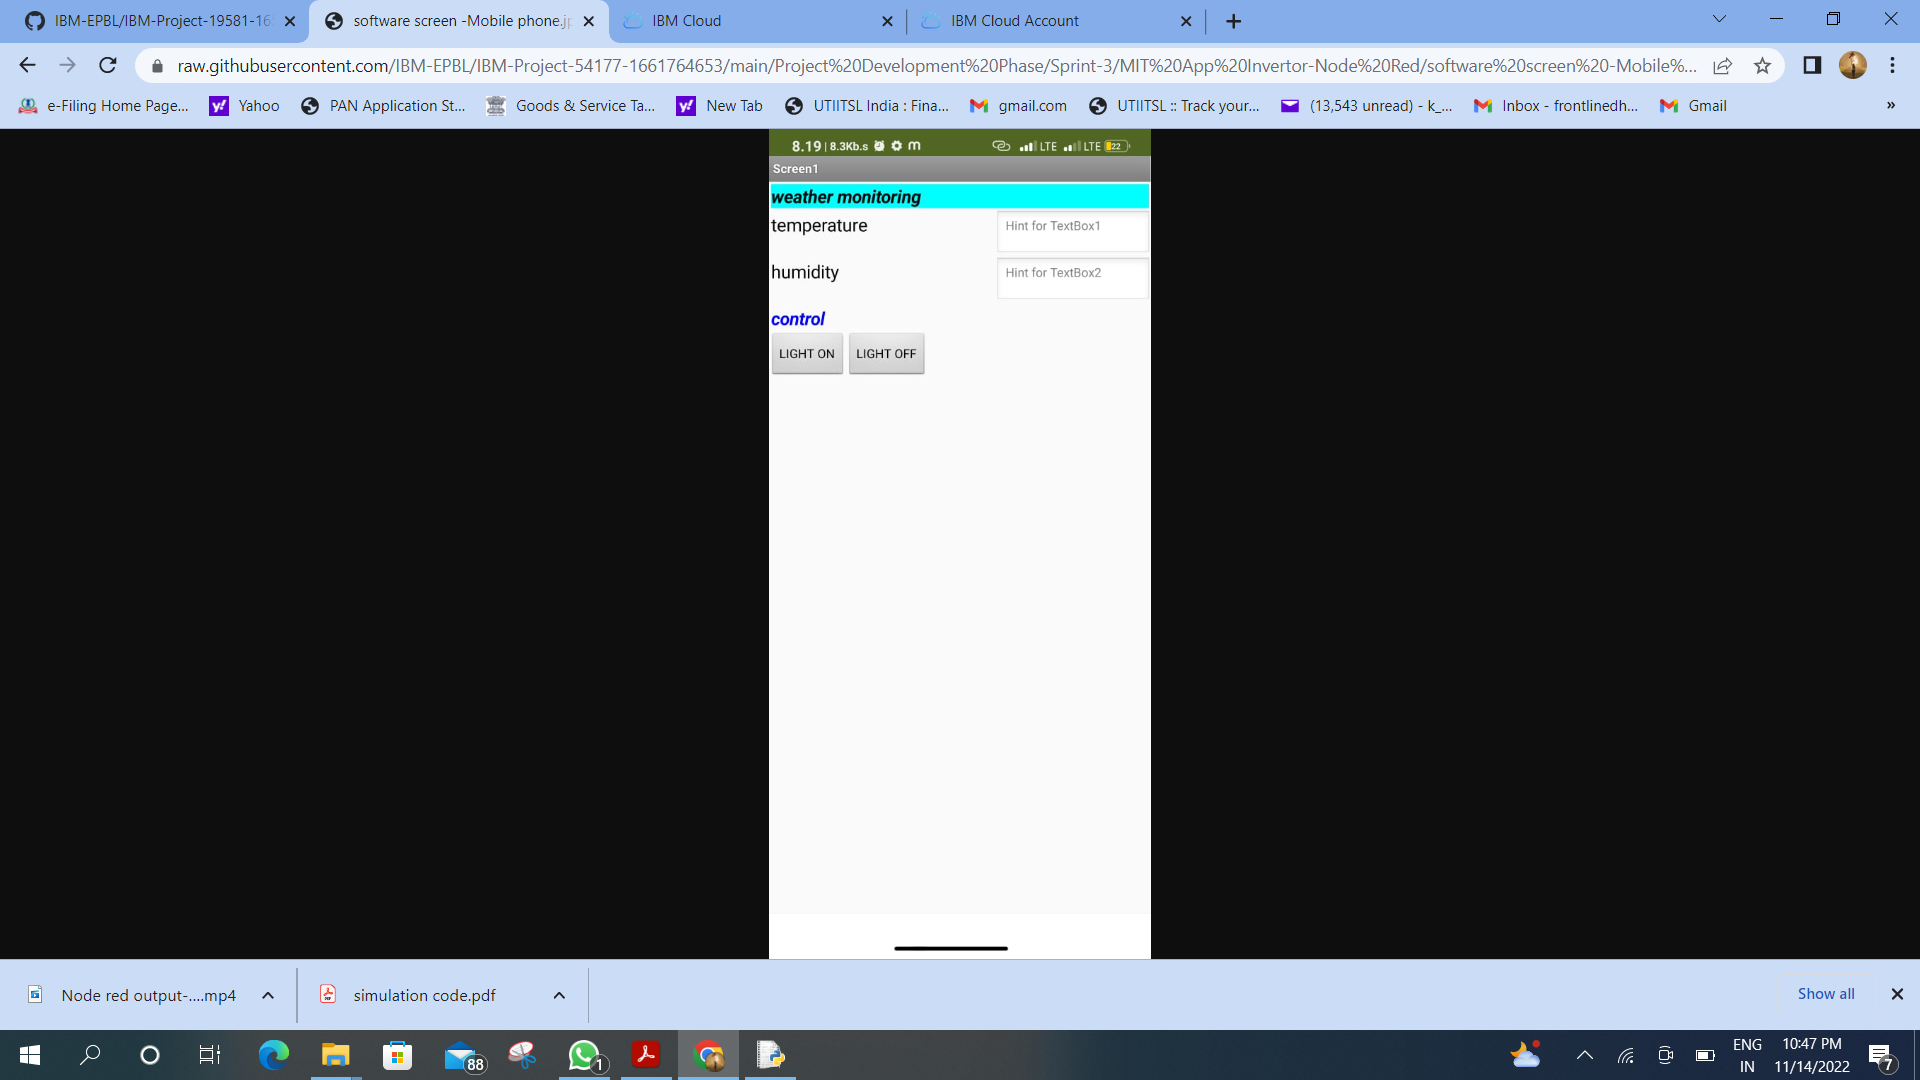 IBM-EPBL/IBM-Project-19581-16
software screen -Mobile phone.j
IBM Cloud
IBM Cloud Account
raw.githubusercontent.com/IBM-EPBL/IBM-Project-54177-1661764653/main/Project%20Development%20Phase/Sprint-3/MIT%20App%20Invertor-Node%20Red/software%20screen%20-Mobile%...
e-Filing Home Page...
Yahoo
PAN Application St...
Goods & Service Ta...
New Tab
UTIITSL India : Fina...
gmail.com
UTIITSL :: Track your...
(13,543 unread) - k_...
Inbox - frontlinedh...
Gmail
»
8.19 | 8.3Kb.s m LTE LTE 22
Screen1
weather monitoring
temperature
Hint for TextBox1
humidity
Hint for TextBox2
control
LIGHT ON LIGHT OFF
Node red output-....mp4
simulation code.pdf
Show all
88
1
ENG
IN
10:47 PM
11/14/2022
7